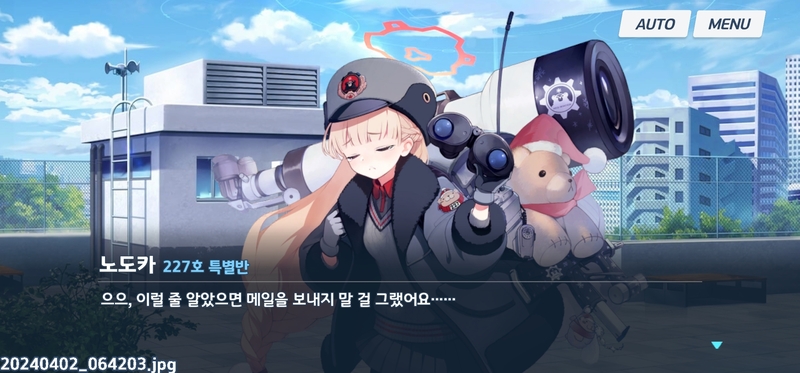 AUTO
MENU
노도카 227호 특별반
으으, 이럴 줄 알았으면 메일을 보내지 말 걸 그랬어요……
20240402_064203.jpg